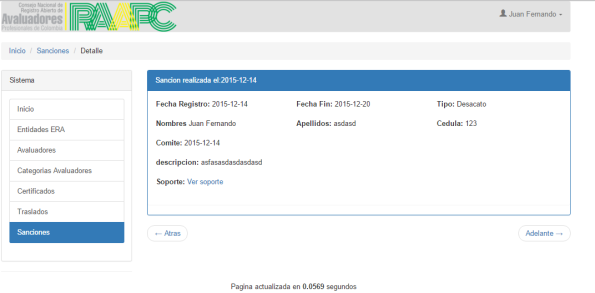 Consejo Nacional de
Registro Abierto de
Avaluadores
Profesionales de Colombia
RAAPC
Juan Fernando
Inicio / Sanciones / Detalle
Sistema
Inicio
Entidades ERA
Avaluadores
Categorias Avaluadores
Certificados
Traslados
Sanciones
Sancion realizada el:2015-12-14
Fecha Registro: 2015-12-14 Fecha Fin: 2015-12-20 Tipo: Desacato
Nombres Juan Fernando Apellidos: asdasd Cedula: 123
Comite: 2015-12-14
descripcion: asfasasdasdasdasd
Soporte: Ver soporte
← Atras Adelante →
Pagina actualizada en 0.0569 segundos